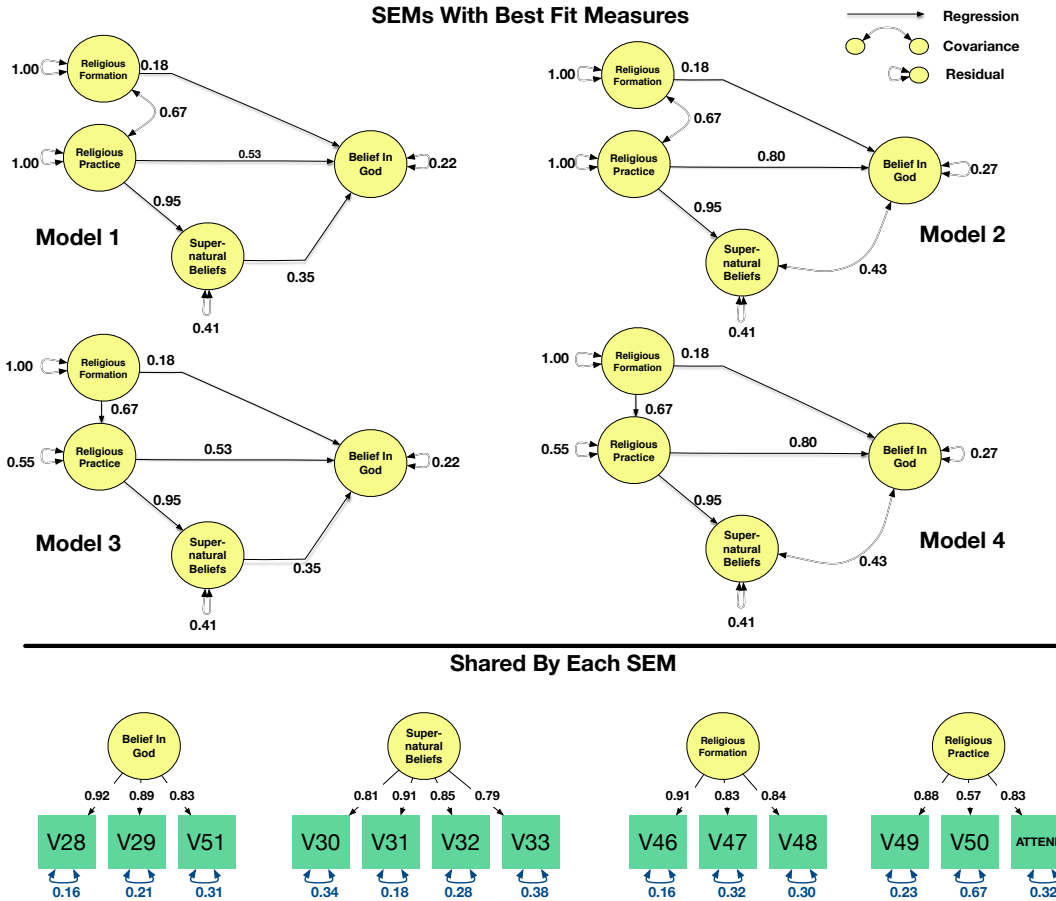 SEMs With Best Fit Measures
Regression
Covariance
Residual
Religious
Formation
1.00
0.18
0.67
Religious
Practice
1.00
0.53
Belief In
God
0.22
0.95
Super-
natural
Beliefs
0.35
0.41
Model 1
Religious
Formation
1.00
0.18
0.67
Religious
Practice
1.00
0.80
Belief In
God
0.27
0.95
Super-
natural
Beliefs
0.43
0.41
Model 2
Religious
Formation
1.00
0.18
0.67
Religious
Practice
0.55
0.53
Belief In
God
0.22
0.95
Super-
natural
Beliefs
0.35
0.41
Model 3
Religious
Formation
1.00
0.18
0.67
Religious
Practice
0.55
0.80
Belief In
God
0.27
0.95
Super-
natural
Beliefs
0.43
0.41
Model 4
Shared By Each SEM
Belief In
God
0.92 0.89 0.83
V28 V29 V51
0.16 0.21 0.31
Super-
natural
Beliefs
0.81 0.91 0.85 0.79
V30 V31 V32 V33
0.34 0.18 0.28 0.38
Religious
Formation
0.91 0.83 0.84
V46 V47 V48
0.16 0.32 0.30
Religious
Practice
0.88 0.57 0.83
V49 V50
0.23 0.67 0.32